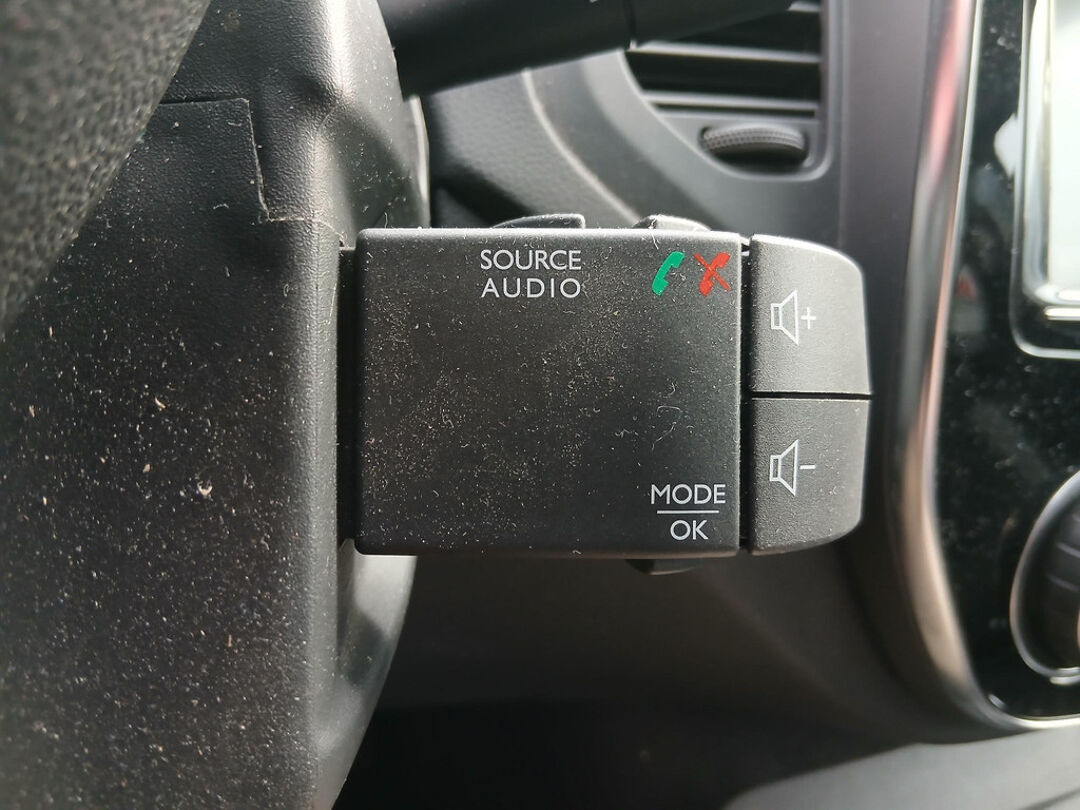 SOURCE
AUDIO
+
-
MODE
OK